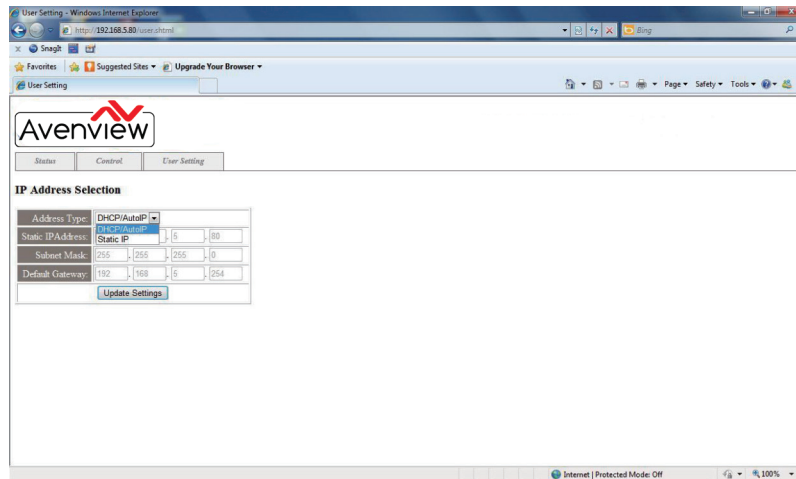 User Setting - Windows Internet Explorer
http://192.168.5.80/user.shtml
Bing
x SnagIt
Favorites Suggested Sites Upgrade Your Browser
User Setting
Page Safety Tools
Avenview
Status Control User Setting
IP Address Selection
Address Type: DHCP/AutoIP
DHCP/AutoIP
Static IP
Static IPAddress: . 5 . 80
Subnet Mask: 255 . 255 . 255 . 0
Default Gateway: 192 . 168 . 5 . 254
Update Settings
Internet | Protected Mode: Off 100%